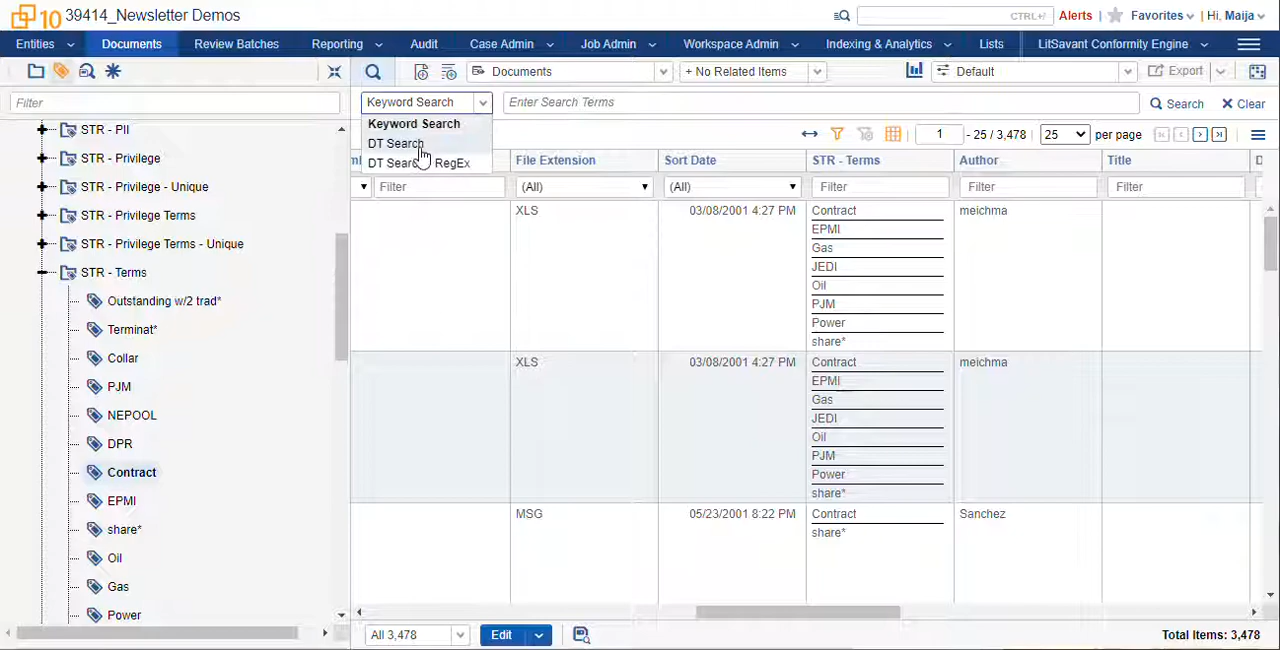 10 39414_Newsletter Demos
CTRL+/ Alerts | Favorites | Hi, Maija
Entities Documents Review Batches Reporting Audit Case Admin Job Admin Workspace Admin Indexing & Analytics Lists LitSavant Conformity Engine
Documents + No Related Items Default Export
Filter Keyword Search Enter Search Terms Search Clear
Keyword Search
DT Search
DT Search RegEx
1 - 25 / 3,478 25 per page
STR - PII
STR - Privilege
STR - Privilege - Unique
STR - Privilege Terms
STR - Privilege Terms - Unique
STR - Terms
Outstanding w/2 trad*
Terminat*
Collar
PJM
NEPOOL
DPR
Contract
EPMI
share*
Oil
Gas
Power
File Extension Sort Date STR - Terms Author Title D
Filter (All) (All) Filter Filter Filter
XLS 03/08/2001 4:27 PM Contract meichma
EPMI
Gas
JEDI
Oil
PJM
Power
share*
XLS 03/08/2001 4:27 PM Contract meichma
EPMI
Gas
JEDI
Oil
PJM
Power
share*
MSG 05/23/2001 8:22 PM Contract Sanchez
share*
All 3,478 Edit Total Items: 3,478